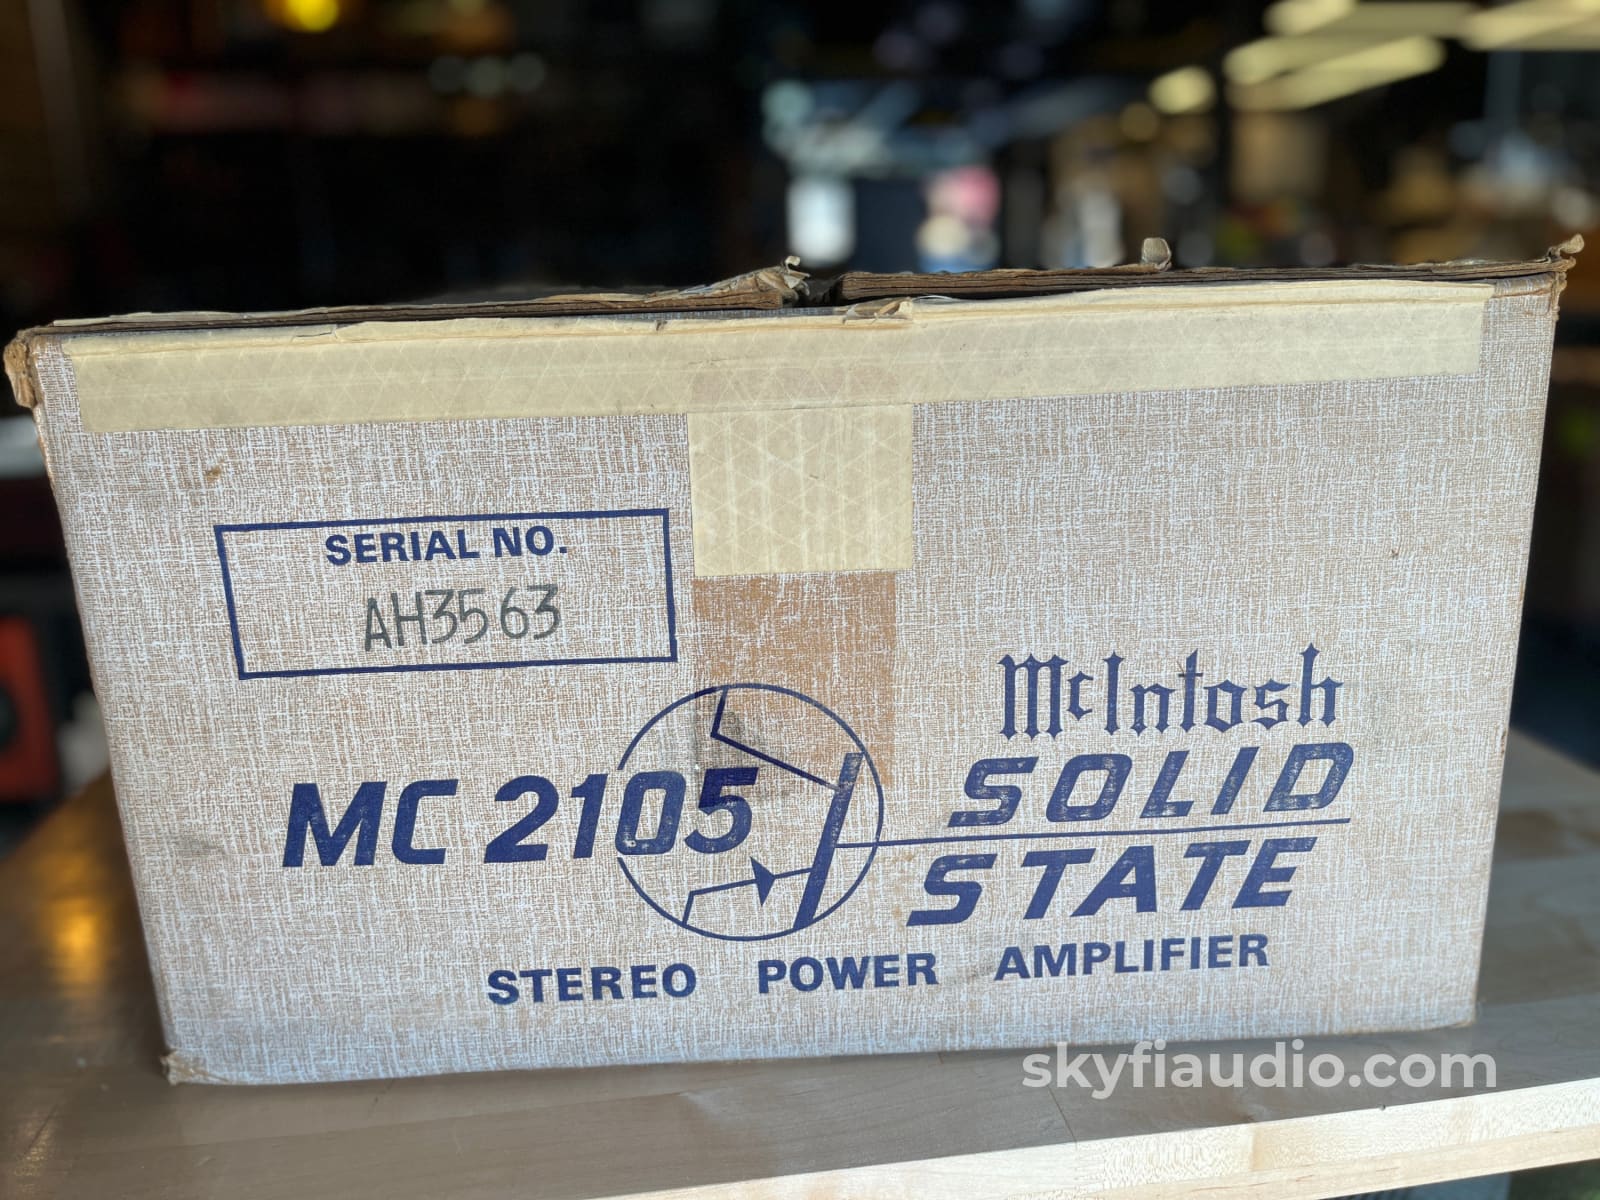 SERIAL NO.
AH3563
McIntosh
MC 2105
SOLID
STATE
STEREO POWER AMPLIFIER
skyfiaudio.com